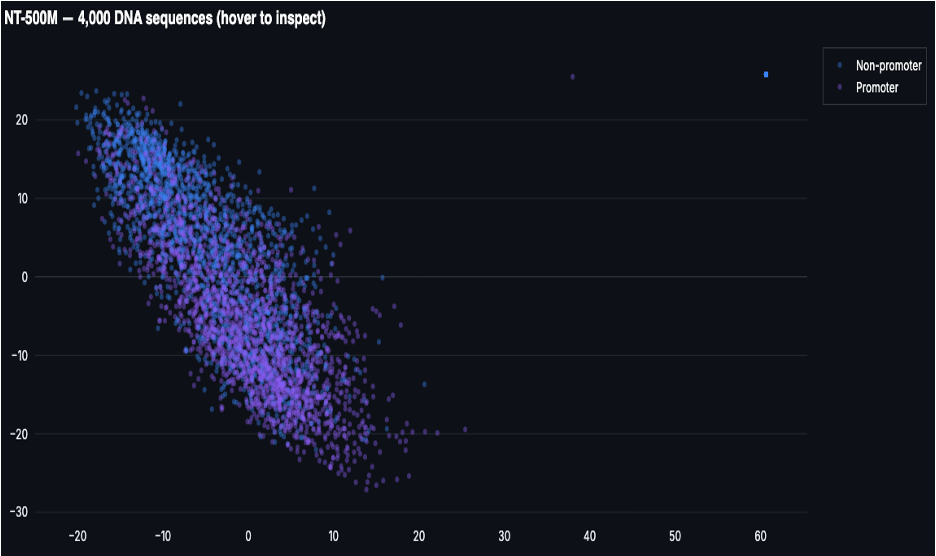 NT-500M — 4,000 DNA sequences (hover to inspect)
Non-promoter
Promoter
20
10
0
−10
−20
−30
−20 −10 0 10 20 30 40 50 60